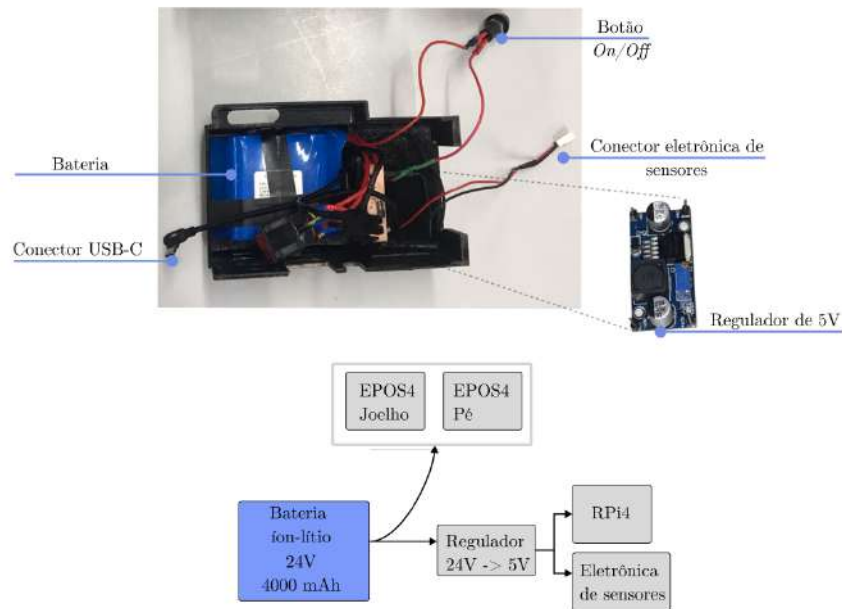 Botão
On/Off
Bateria
Conector eletrônica de
sensores
Conector USB-C
Regulador de 5V
EPOS4
Joelho
EPOS4
Pé
Bateria
íon-lítio
24V
4000 mAh
Regulador
24V -> 5V
RPi4
Eletrônica
de sensores